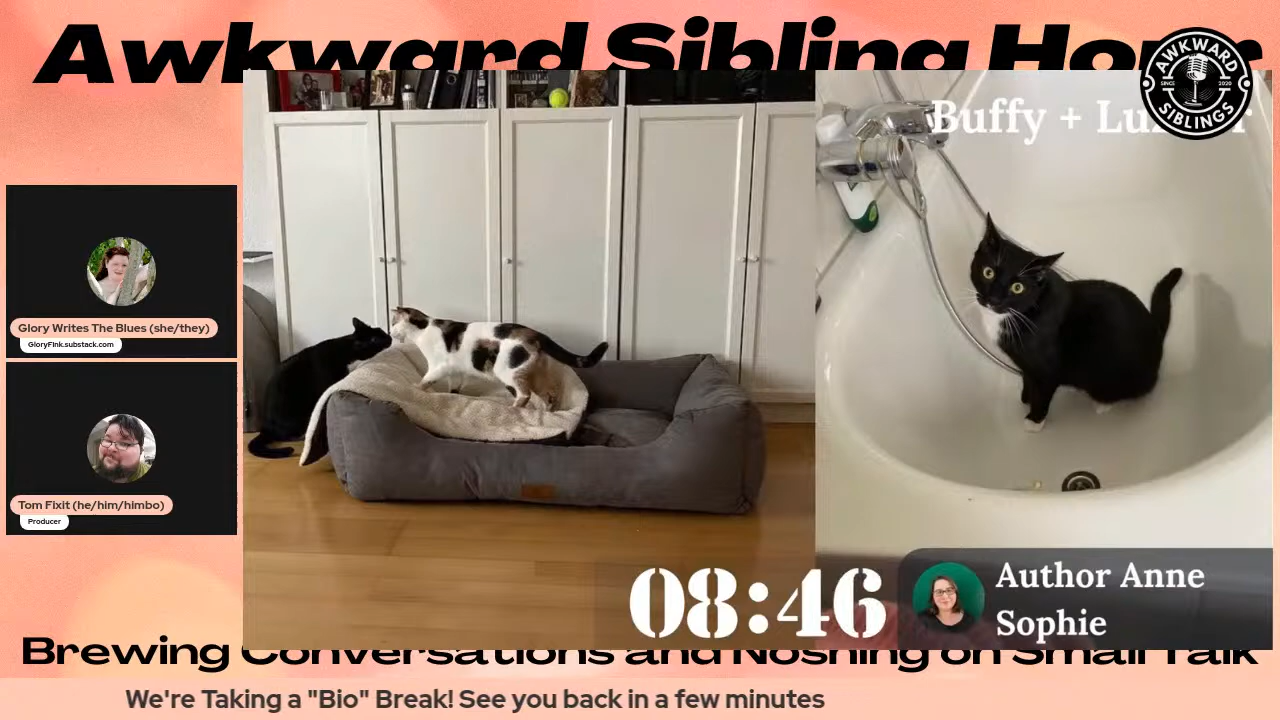 Awkward Sibling Hour
AWKWARD
SINCE 2020
SIBLINGS
Buffy +
Glory Writes The Blues (she/they)
GloryFink.substack.com
Tom Fixit (he/him/himbo)
Producer
08:46
Author Anne
Sophie
Brewing Conversations and Noshing on Small Talk
We're Taking a "Bio" Break! See you back in a few minutes